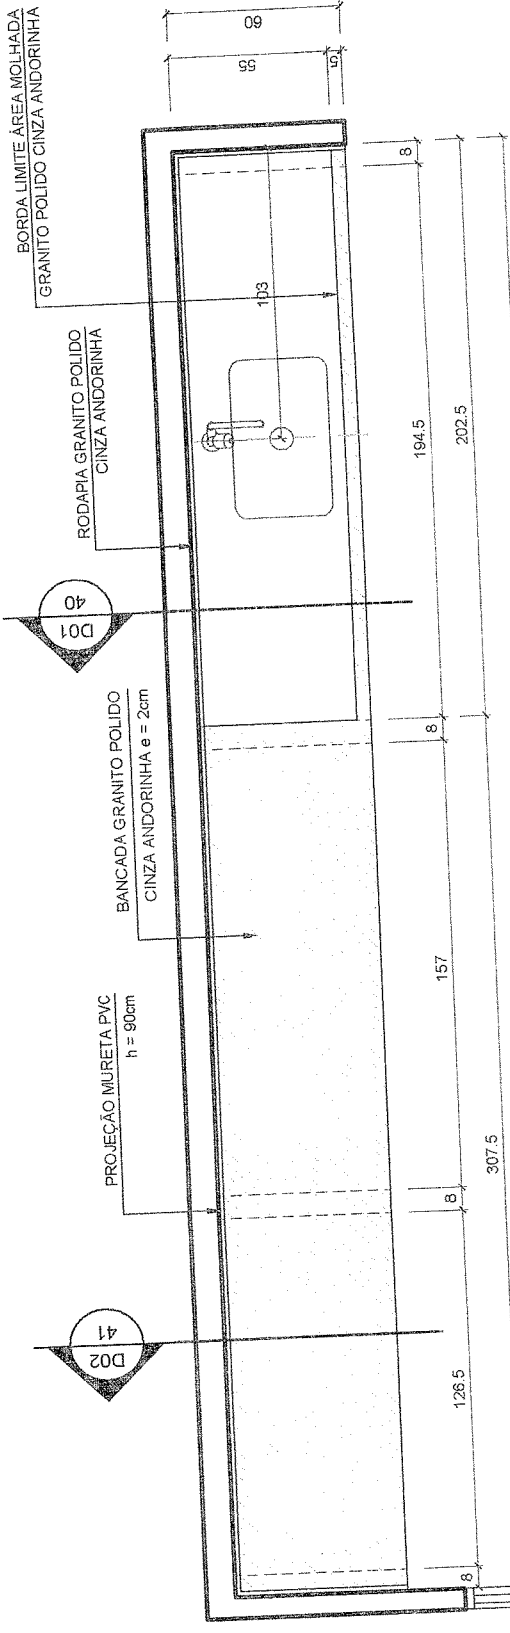 BORDA LIMITE ÁREA MOLHADA
GRANITO POLIDO CINZA ANDORINHA
RODAPIA GRANITO POLIDO
CINZA ANDORINHA
BANCADA GRANITO POLIDO
CINZA ANDORINHA e = 2cm
PROJEÇÃO MURETA PVC
h = 90cm
60
55
5
D01
40
D02
41
103
8
194.5
8
157
8
126.5
8
202.5
307.5